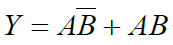 Y = AB̅ + AB